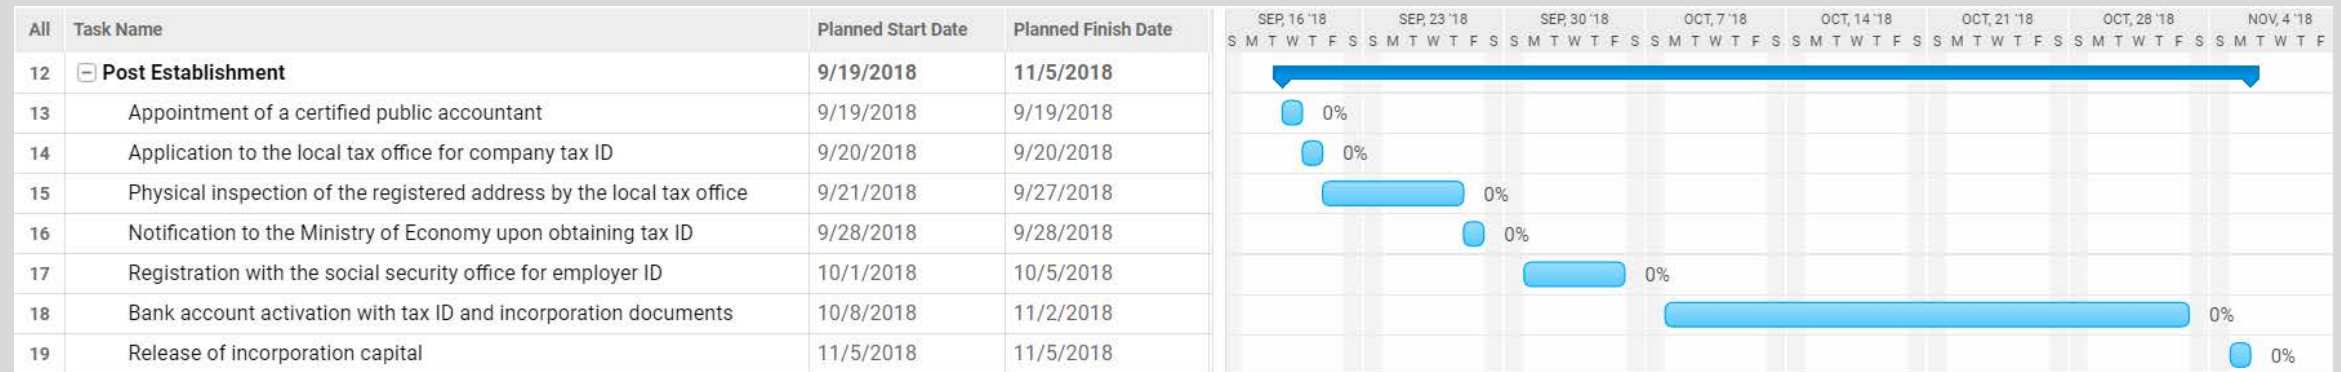 All Task Name Planned Start Date Planned Finish Date
SEP, 16 '18 SEP, 23 '18 SEP, 30 '18 OCT, 7 '18 OCT, 14 '18 OCT, 21 '18 OCT, 28 '18 NOV, 4 '18
S M T W T F S S M T W T F S S M T W T F S S M T W T F S S M T W T F S S M T W T F S S M T W T F S S M T W T F
12 Post Establishment 9/19/2018 11/5/2018
13 Appointment of a certified public accountant 9/19/2018 9/19/2018 0%
14 Application to the local tax office for company tax ID 9/20/2018 9/20/2018 0%
15 Physical inspection of the registered address by the local tax office 9/21/2018 9/27/2018 0%
16 Notification to the Ministry of Economy upon obtaining tax ID 9/28/2018 9/28/2018 0%
17 Registration with the social security office for employer ID 10/1/2018 10/5/2018 0%
18 Bank account activation with tax ID and incorporation documents 10/8/2018 11/2/2018 0%
19 Release of incorporation capital 11/5/2018 11/5/2018 0%